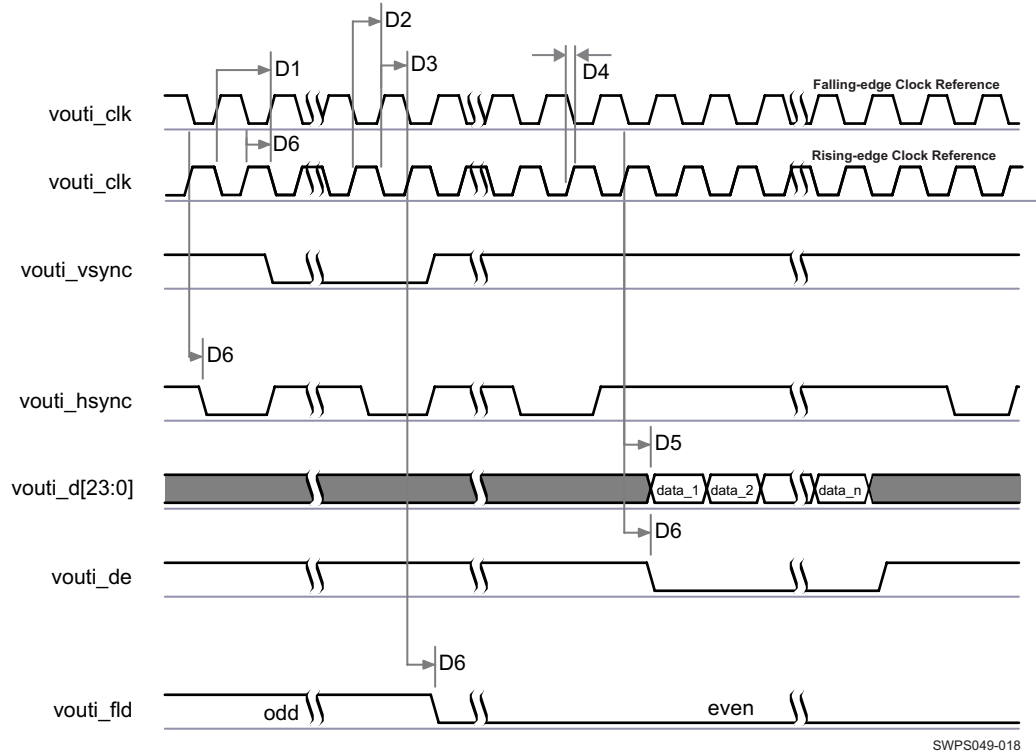 D2
D3
D1
D4
Falling-edge Clock Reference
vouti_clk
D6
Rising-edge Clock Reference
vouti_clk
vouti_vsync
D6
vouti_hsync
D5
vouti_d[23:0]
data_1 data_2 data_n
D6
vouti_de
D6
vouti_fld
odd even
SWPS049-018